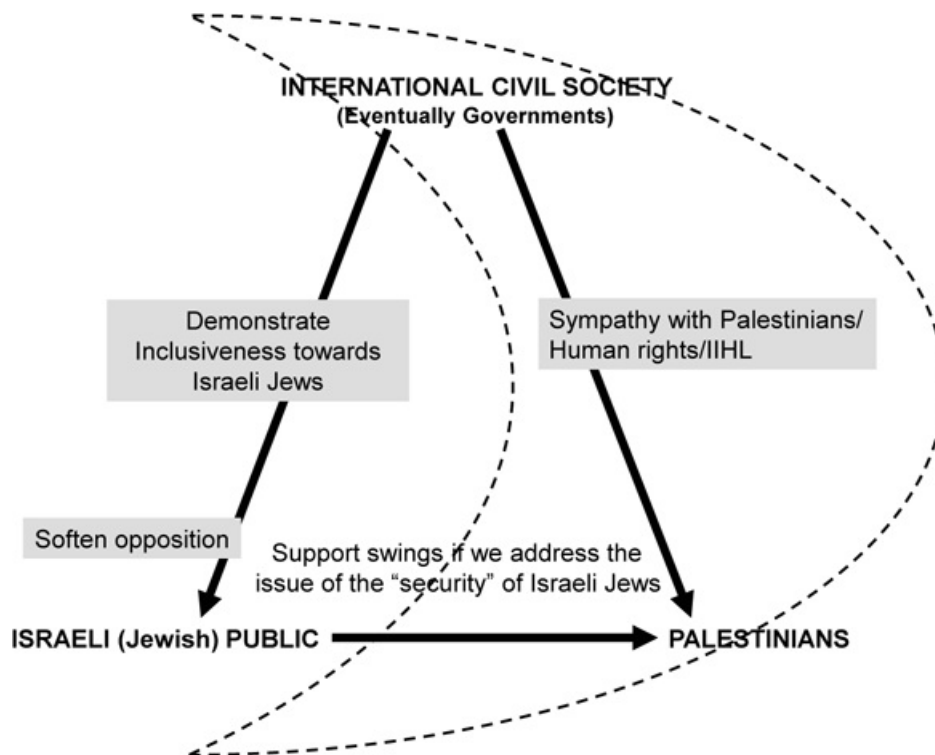 INTERNATIONAL CIVIL SOCIETY
(Eventually Governments)
Demonstrate
Inclusiveness towards
Israeli Jews
Sympathy with Palestinians/
Human rights/IIHL
Soften opposition
Support swings if we address the
issue of the “security” of Israeli Jews
ISRAELI (Jewish) PUBLIC
PALESTINIANS